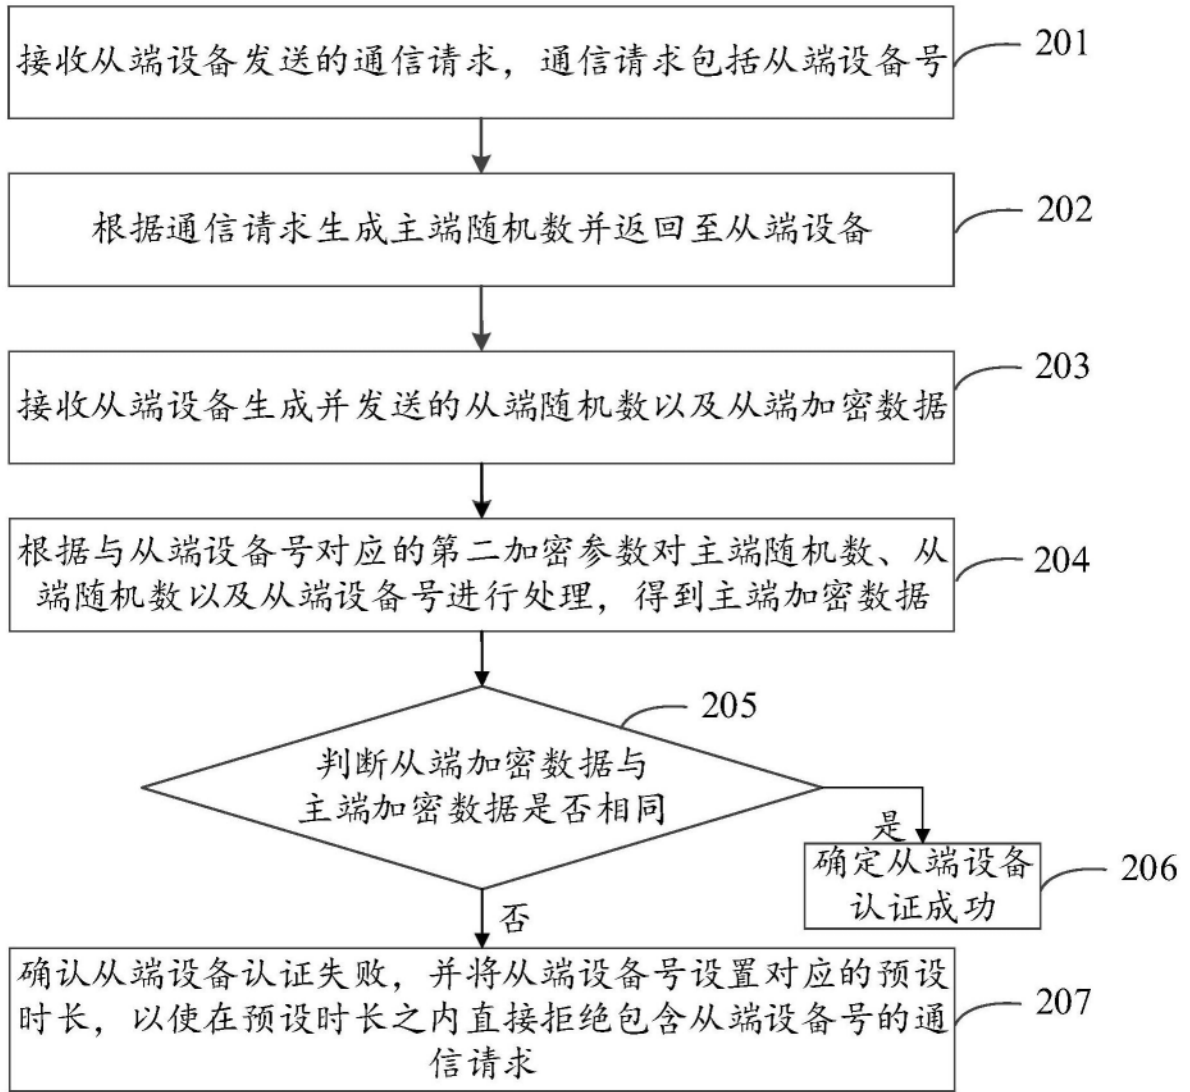 接收从端设备发送的通信请求，通信请求包括从端设备号
201
根据通信请求生成主端随机数并返回至从端设备
202
接收从端设备生成并发送的从端随机数以及从端加密数据
203
根据与从端设备号对应的第二加密参数对主端随机数、从
端随机数以及从端设备号进行处理，得到主端加密数据
204
205
判断从端加密数据与
主端加密数据是否相同
是
确定从端设备
认证成功
206
否
确认从端设备认证失败，并将从端设备号设置对应的预设
时长，以使在预设时长之内直接拒绝包含从端设备号的通
信请求
207